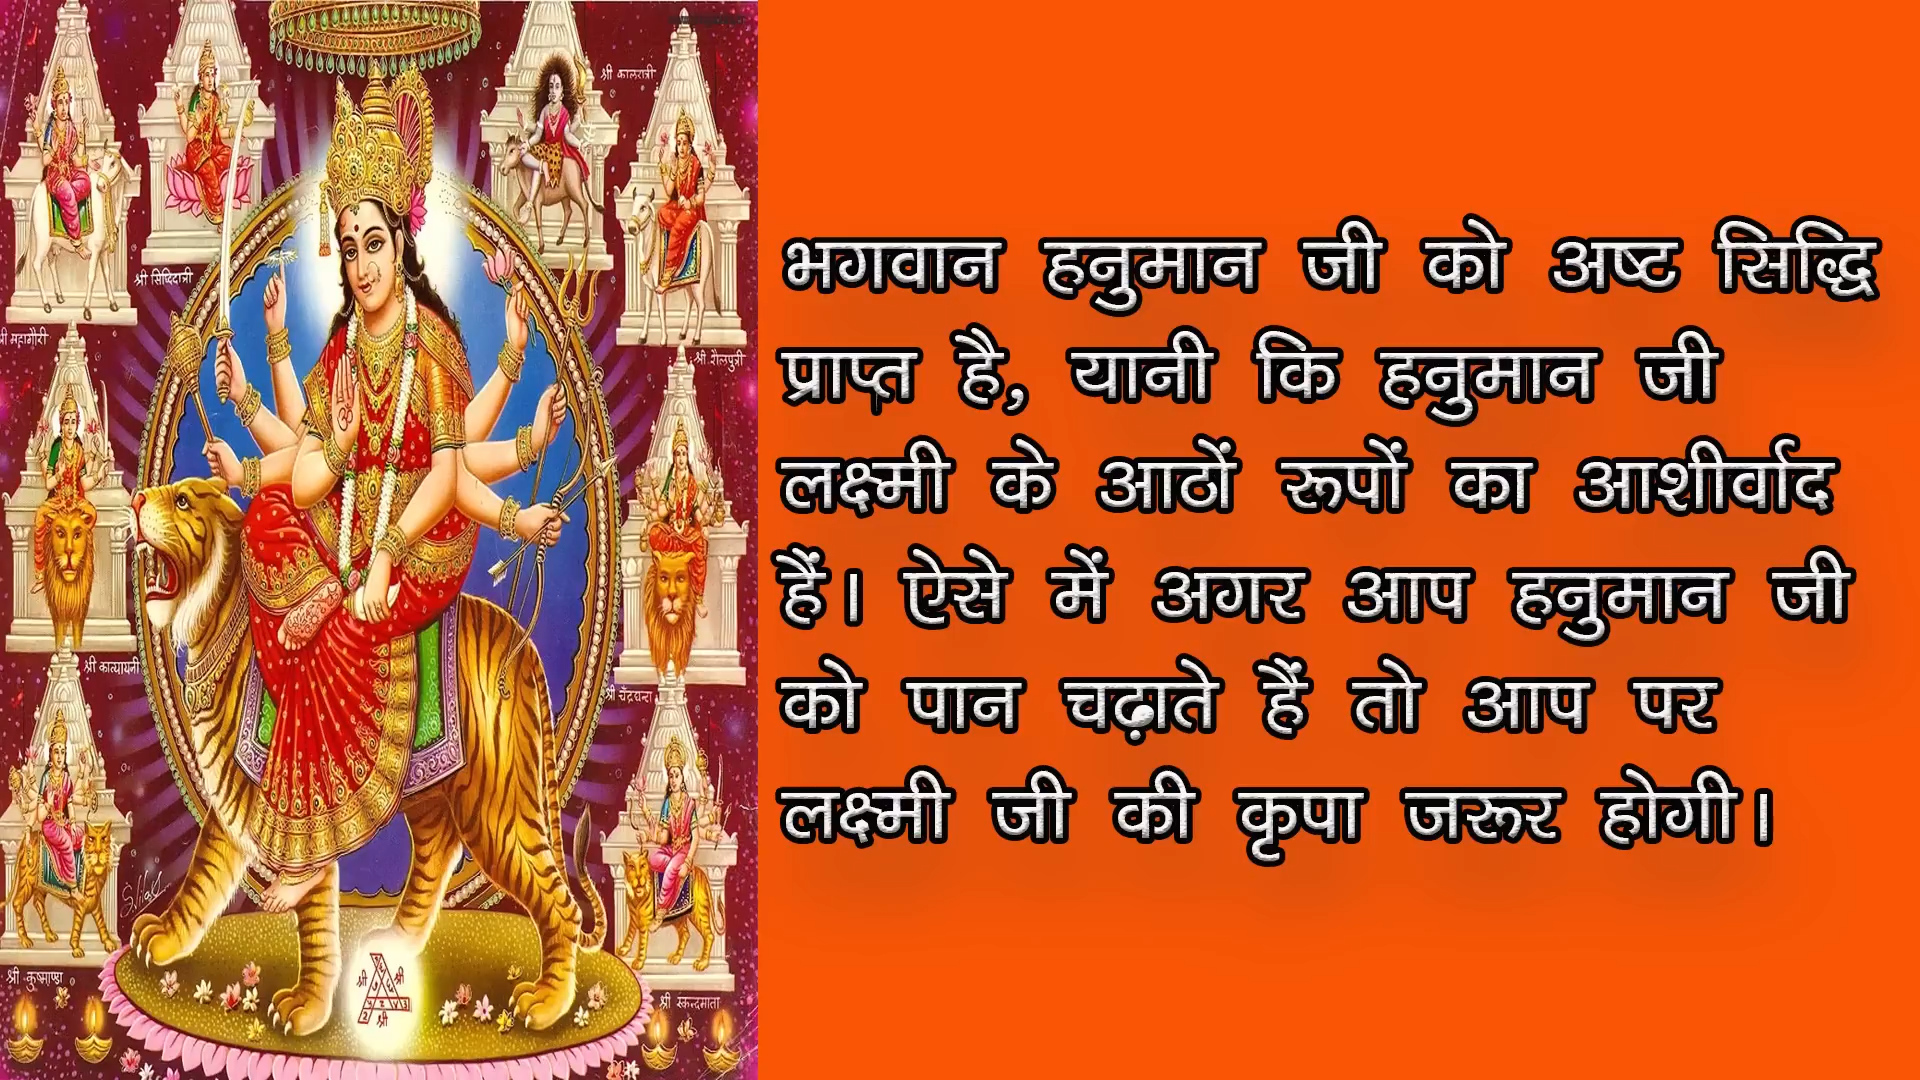 श्री कालरात्री
श्री सिध्दिदात्री
श्री महागौरी
श्री शैलपुत्री
श्री कात्यायनी
श्री चंद्रघन्टा
श्री कुष्माण्डा
श्री स्कन्दमाता
श्री श्री
श्री
भगवान हनुमान जी को अष्ट सिद्धि
प्राप्त है, यानी कि हनुमान जी
लक्ष्मी के आठों रूपों का आशीर्वाद
हैं। ऐसे में अगर आप हनुमान जी
को पान चढ़ाते हैं तो आप पर
लक्ष्मी जी की कृपा जरूर होगी।